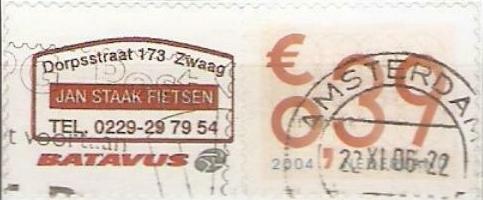 Dorpsstraat 173 Zwaag
JAN STAAK FIETSEN
TEL. 0229-29 79 54
BATAVUS
€
0,39
2004
AMSTERDAM
22 XI.06-22